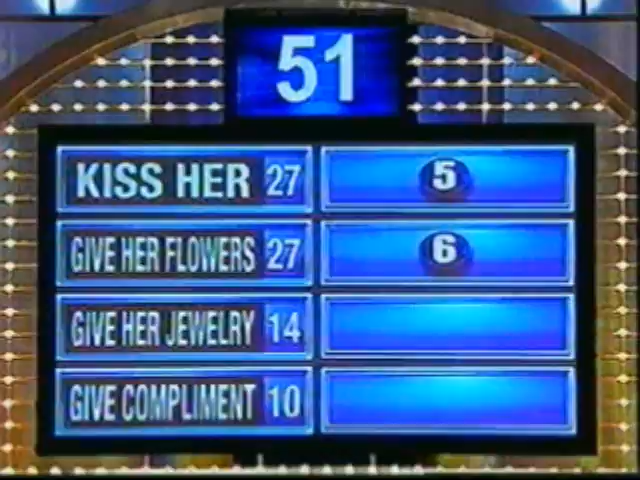 51
KISS HER 27
5
GIVE HER FLOWERS 27
6
GIVE HER JEWELRY 14
GIVE COMPLIMENT 10